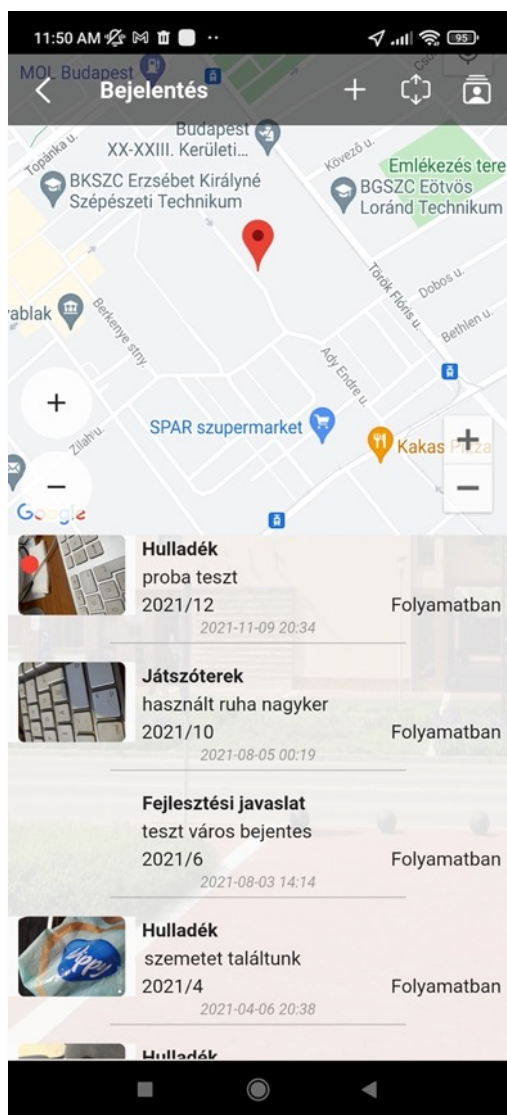 11:50 AM
95
MOL Budapest
Bejelentés
Budapest
XX-XXIII. Kerületi...
Topánka u.
Kövező u.
Emlékezés tere
BKSZC Erzsébet Királyné
Szépészeti Technikum
BGSZC Eötvös
Loránd Technikum
Török Flóris u.
Dobos u.
Bethlen u.
yablak
Berkenye stny.
Ady Endre u.
+
Zilah u.
SPAR szupermarket
Kakas Pizza
+
−
−
Google
Hulladék
proba teszt
2021/12 Folyamatban
2021-11-09 20:34
Játszóterek
használt ruha nagyker
2021/10 Folyamatban
2021-08-05 00:19
Fejlesztési javaslat
teszt város bejentes
2021/6 Folyamatban
2021-08-03 14:14
Hulladék
szemetet találtunk
2021/4 Folyamatban
2021-04-06 20:38
Hulladék